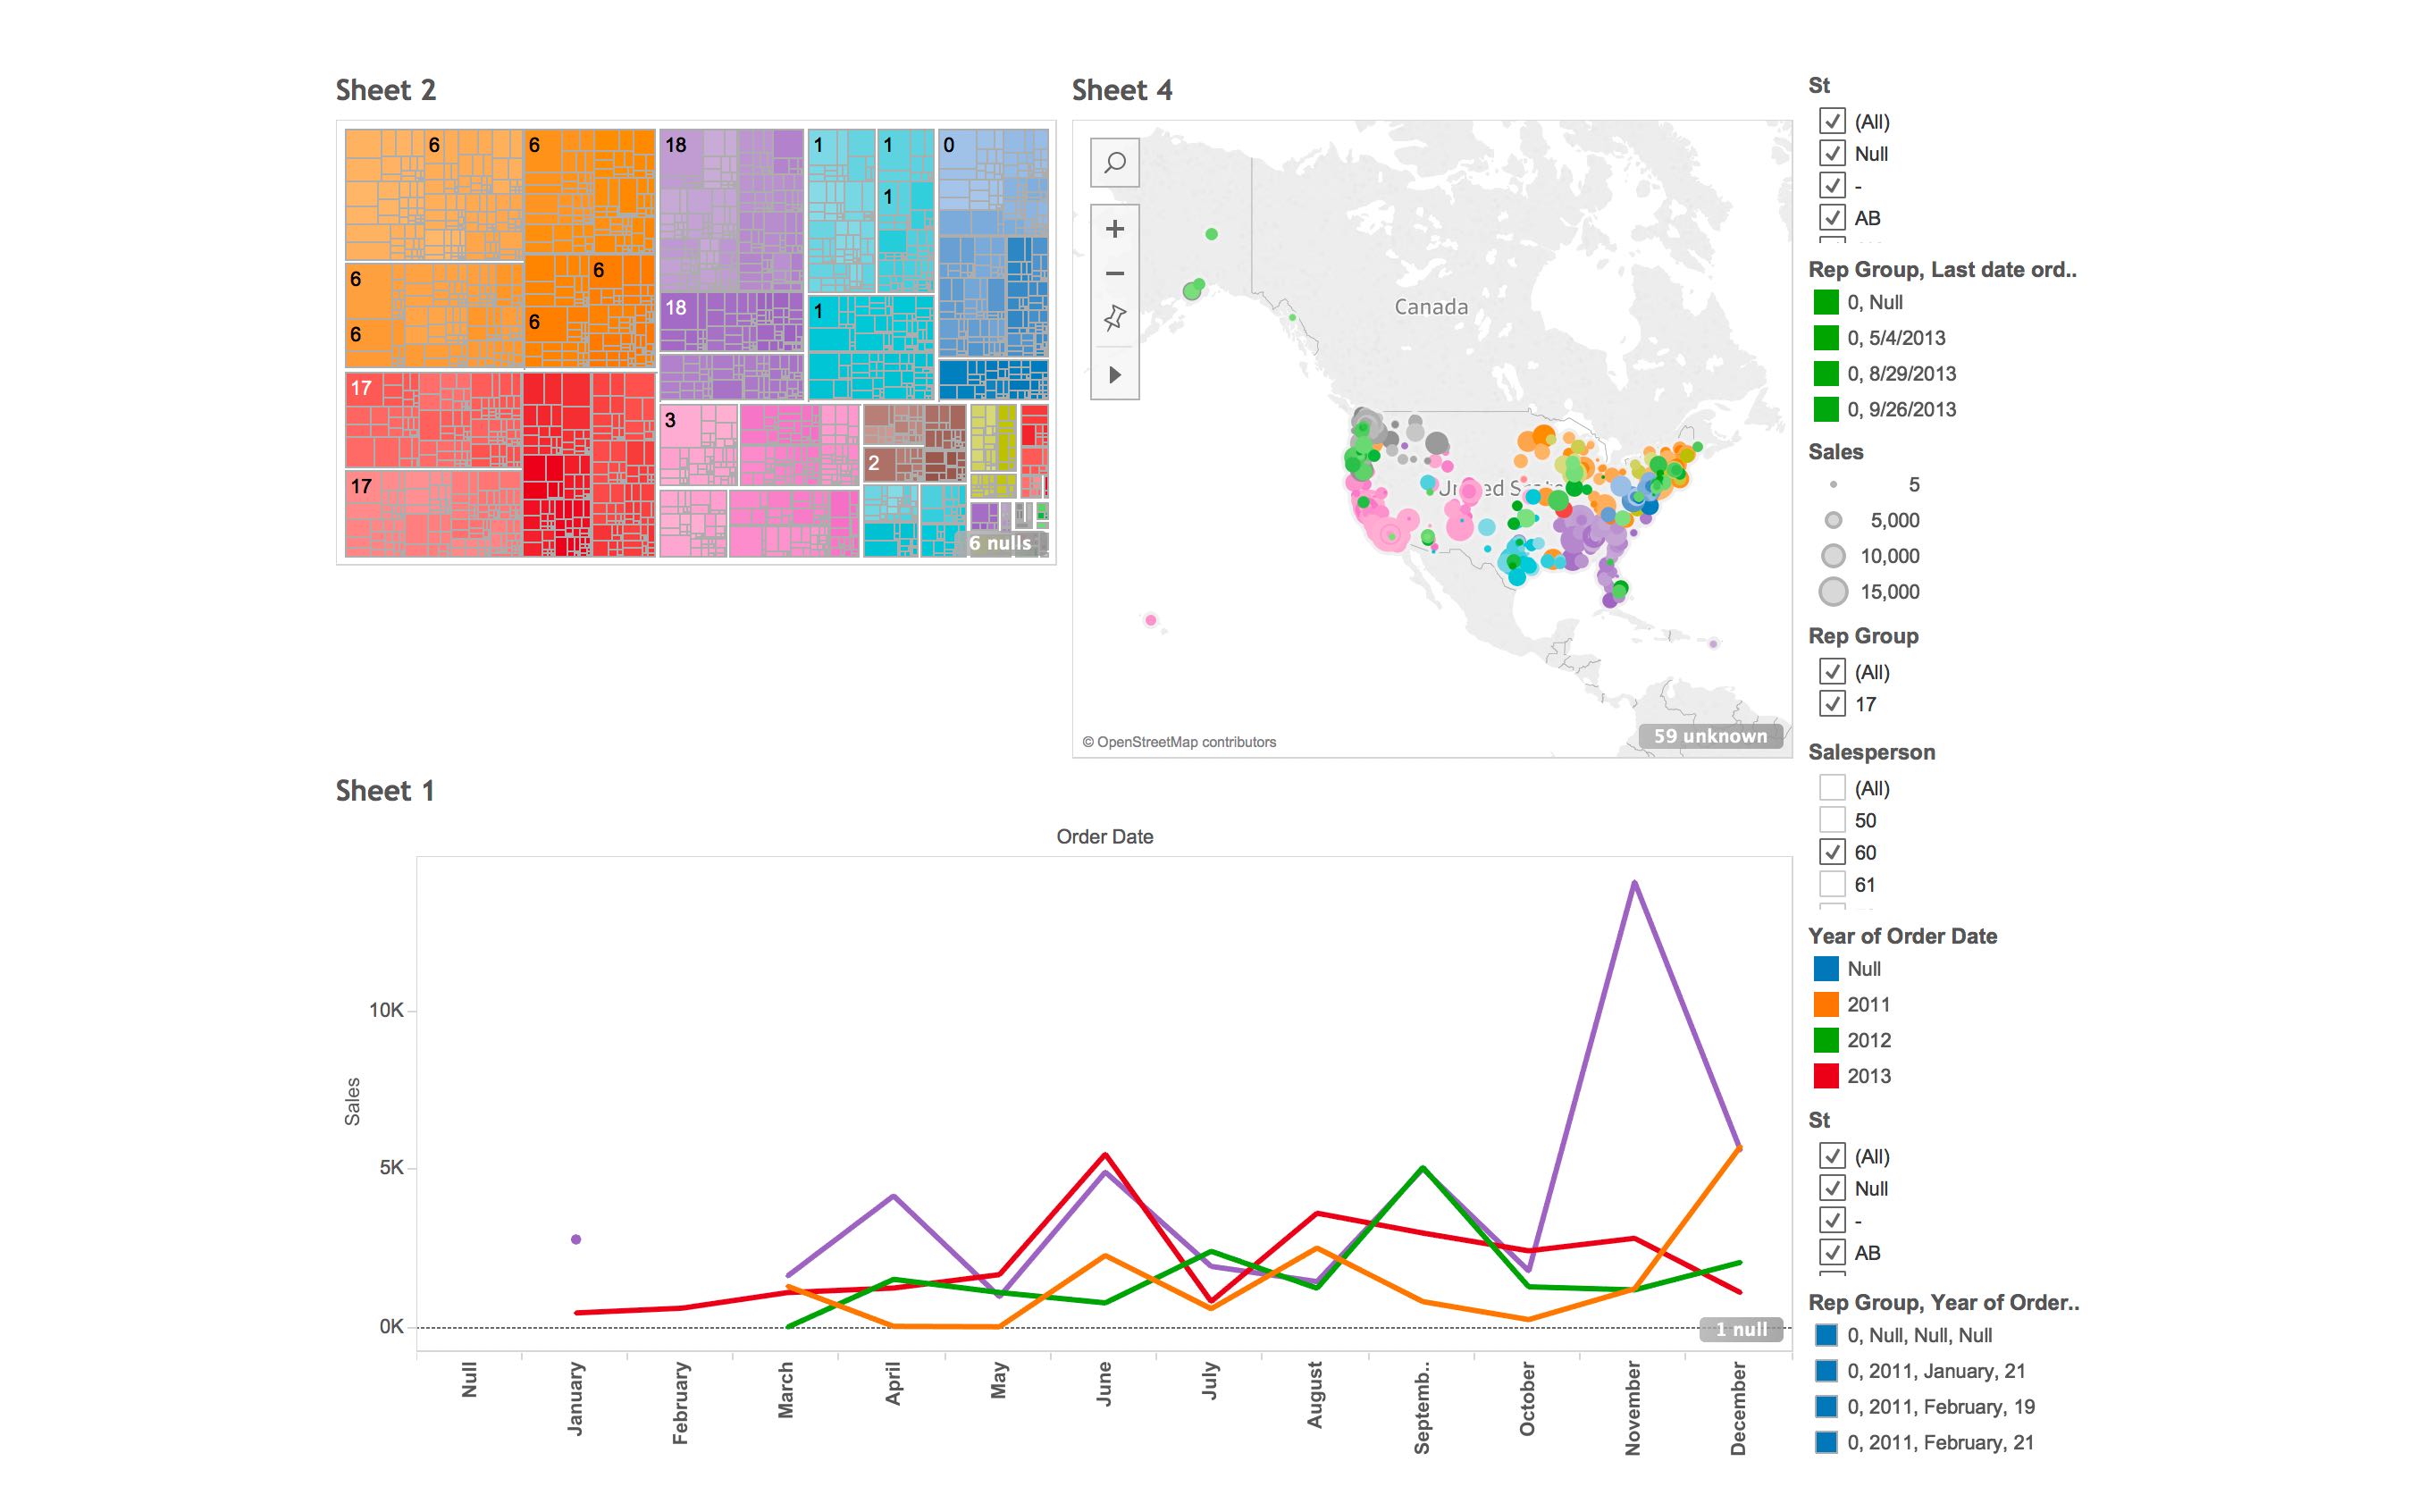 Sheet 2
6
6
18
1
1
0
1
6
6
18
1
6
6
17
3
2
17
6 nulls
Sheet 4
Canada
United States
© OpenStreetMap contributors
59 unknown
St
(All)
Null
-
AB
Rep Group, Last date ord..
0, Null
0, 5/4/2013
0, 8/29/2013
0, 9/26/2013
Sales
5
5,000
10,000
15,000
Rep Group
(All)
17
Salesperson
(All)
50
60
61
Year of Order Date
Null
2011
2012
2013
St
(All)
Null
-
AB
Rep Group, Year of Order..
0, Null, Null, Null
0, 2011, January, 21
0, 2011, February, 19
0, 2011, February, 21
Sheet 1
Order Date
Sales
10K
5K
0K
1 null
Null
January
February
March
April
May
June
July
August
Septemb..
October
November
December